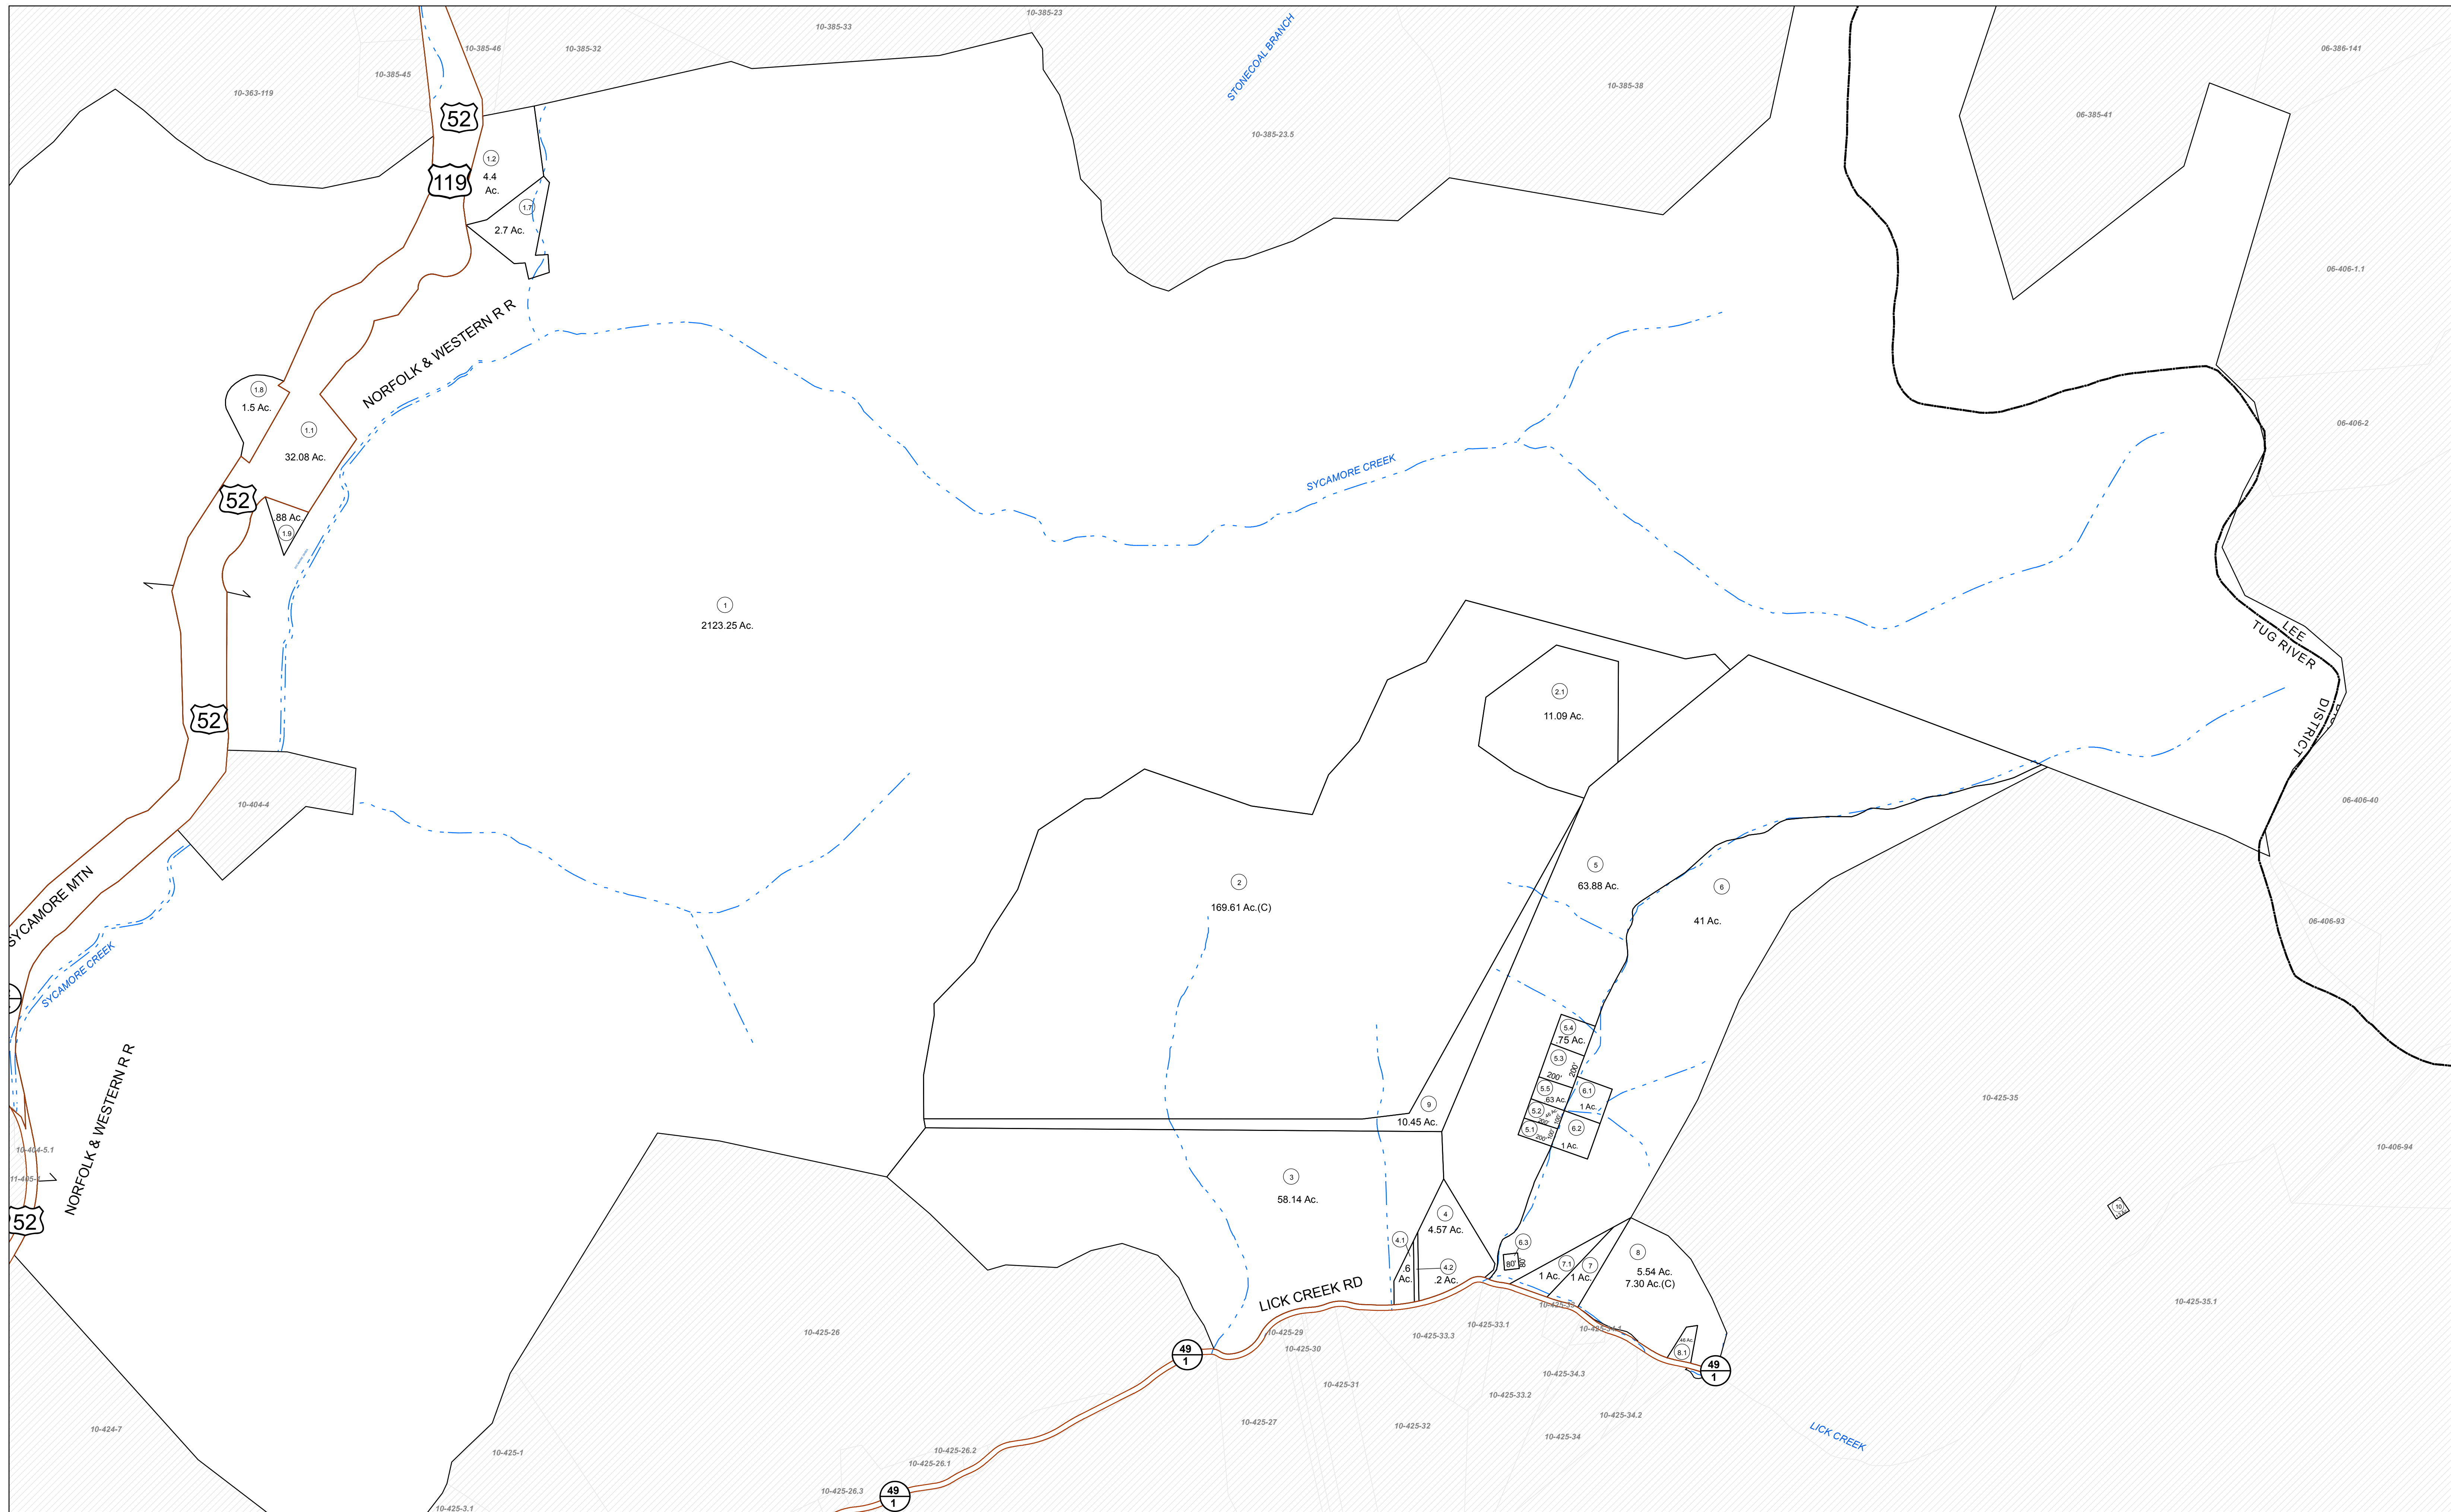 10-385-23
10-385-33
10-385-46
10-385-32
10-385-45
10-363-119
STONECOAL BRANCH
10-385-38
06-386-141
06-385-41
10-385-23.5
52
119
1.2
4.4
Ac.
1.7
2.7 Ac.
06-406-1.1
NORFOLK & WESTERN R R
1.8
1.5 Ac.
1.1
32.08 Ac.
06-406-2
SYCAMORE CREEK
52
.88 Ac.
1.9
1
2123.25 Ac.
LEE
TUG RIVER
DISTRICT
2.1
11.09 Ac.
52
10-404-4
06-406-40
5
63.88 Ac.
2
169.61 Ac.(C)
6
41 Ac.
06-406-93
SYCAMORE MTN
SYCAMORE CREEK
5.4
.75 Ac.
5.3
200'
200'
5.5
.63 Ac.
6.1
1 Ac.
5.2
.46 Ac.
200'
100'
5.1
200'
100'
6.2
1 Ac.
9
10.45 Ac.
10-425-35
10-406-94
NORFOLK & WESTERN R R
10-404-5.1
52
3
58.14 Ac.
4
4.57 Ac.
4.1
.6
Ac.
4.2
.2 Ac.
6.3
80'
80'
7.1
1 Ac.
7
1 Ac.
8
5.54 Ac.
7.30 Ac.(C)
10
LICK CREEK RD
10-425-35.1
10-425-26
10-425-29
10-425-30
10-425-33.3
10-425-33.1
8.1
49
1
49
1
10-425-31
10-425-34.3
10-425-33.2
10-425-27
10-425-32
10-425-34.2
10-425-34
LICK CREEK
10-424-7
10-425-1
10-425-26.2
10-425-26.1
10-425-26.3
49
1
10-425-3.1